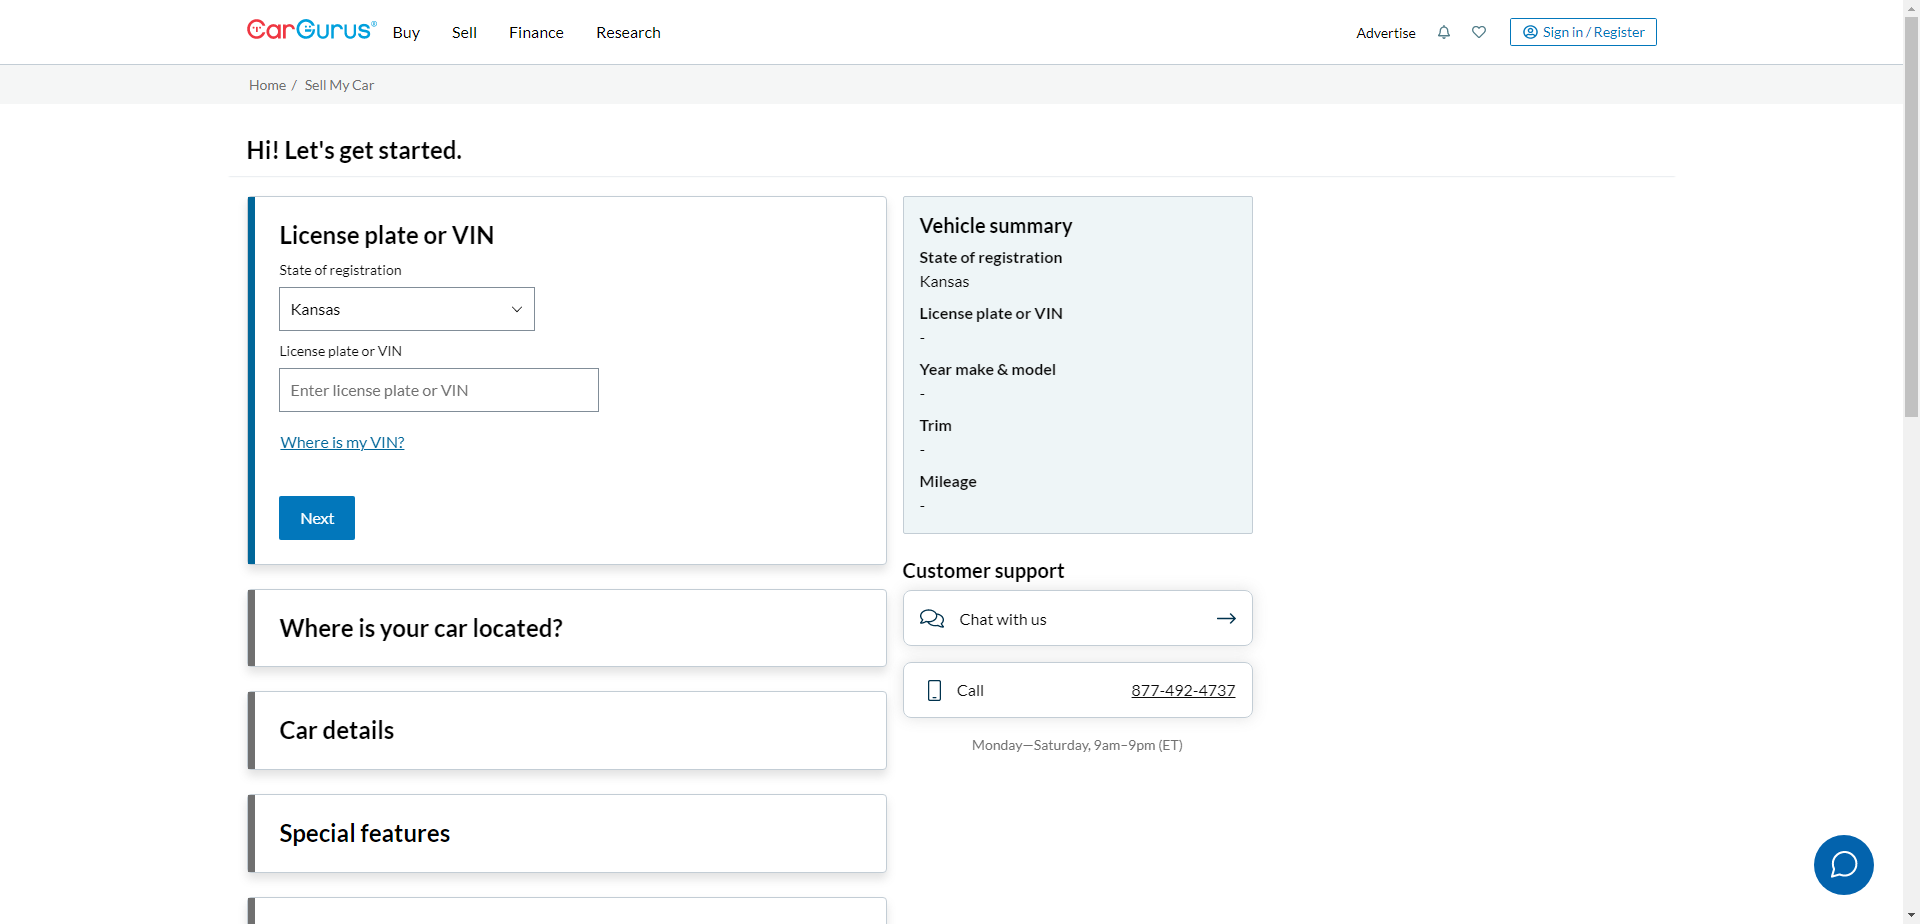 CarGurus®
Buy
Sell
Finance
Research
Advertise
Sign in / Register
Home / Sell My Car
Hi! Let's get started.
License plate or VIN
State of registration
Kansas
License plate or VIN
Enter license plate or VIN
Where is my VIN?
Next
Where is your car located?
Car details
Special features
Vehicle summary
State of registration
Kansas
License plate or VIN
-
Year make & model
-
Trim
-
Mileage
-
Customer support
Chat with us
Call
877-492-4737
Monday—Saturday, 9am–9pm (ET)